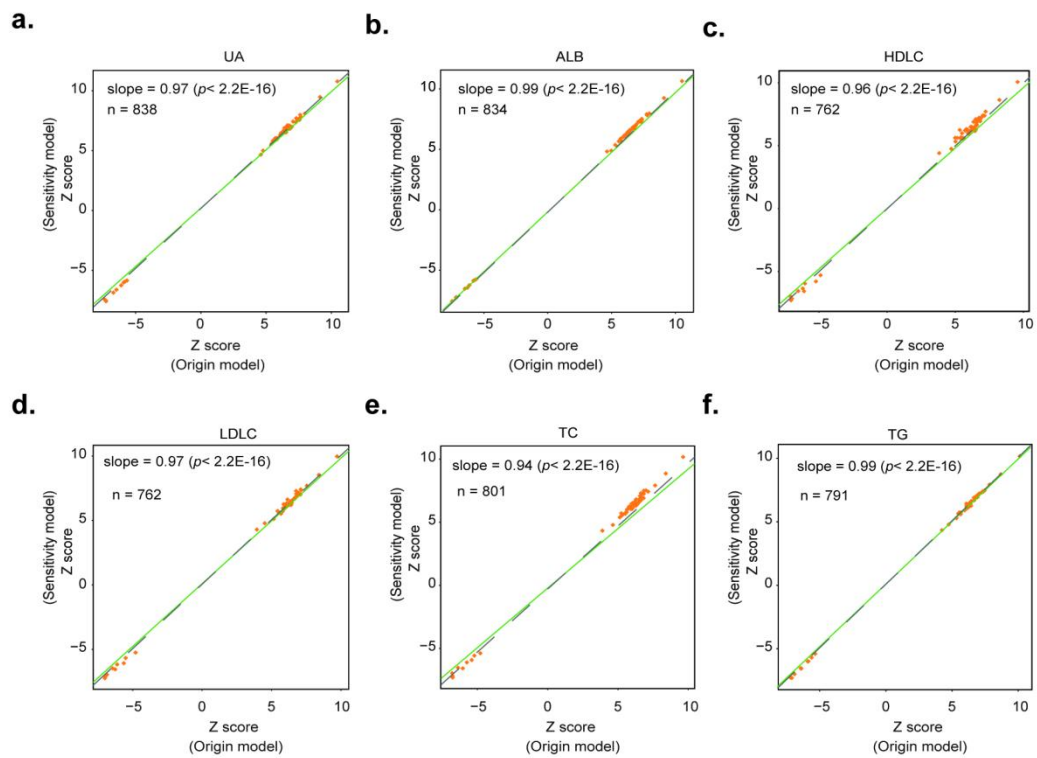 a.
UA
slope = 0.97 (p< 2.2E-16)
n = 838
(Sensitivity model)
Z score
10
5
0
−5
−5
0
5
10
Z score
(Origin model)
b.
ALB
slope = 0.99 (p< 2.2E-16)
n = 834
(Sensitivity model)
Z score
10
5
0
−5
−5
0
5
10
Z score
(Origin model)
c.
HDLC
slope = 0.96 (p< 2.2E-16)
n = 762
(Sensitivity model)
Z score
10
5
0
−5
−5
0
5
10
Z score
(Origin model)
d.
LDLC
slope = 0.97 (p< 2.2E-16)
n = 762
(Sensitivity model)
Z score
10
5
0
−5
−5
0
5
10
Z score
(Origin model)
e.
TC
slope = 0.94 (p< 2.2E-16)
n = 801
(Sensitivity model)
Z score
10
5
0
−5
−5
0
5
10
Z score
(Origin model)
f.
TG
slope = 0.99 (p< 2.2E-16)
n = 791
(Sensitivity model)
Z score
10
5
0
−5
−5
0
5
10
Z score
(Origin model)